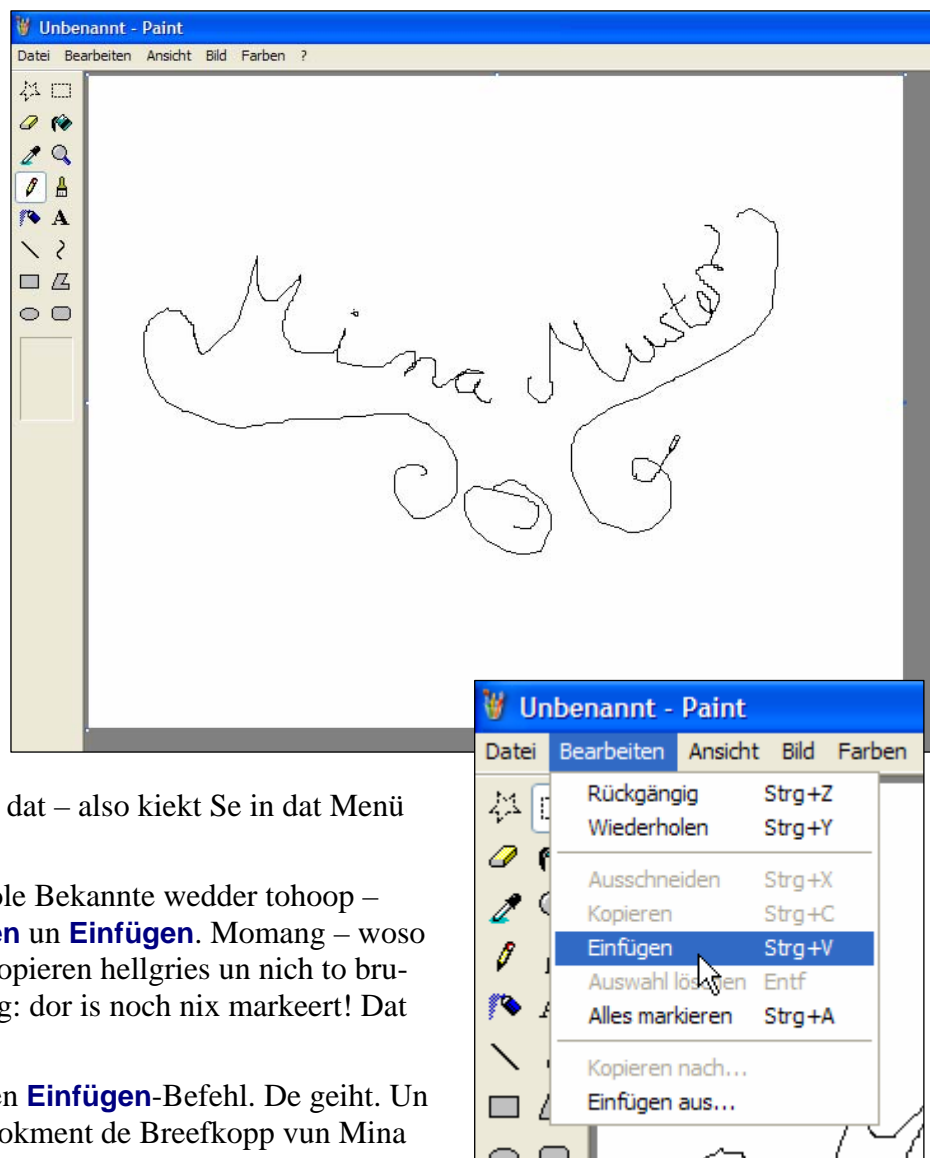 Unbenannt - Paint
Datei Bearbeiten Ansicht Bild Farben ?
A
Mina Muster
Unbenannt - Paint
Datei Bearbeiten Ansicht Bild Farben
Rückgängig Strg+Z
Wiederholen Strg+Y
Ausschneiden Strg+X
Kopieren Strg+C
Einfügen Strg+V
Auswahl löschen Entf
Alles markieren Strg+A
Kopieren nach...
Einfügen aus...
dat – also kiekt Se in dat Menü
ole Bekannte wedder tohoop –
en un Einfügen. Momang – woso
opieren hellgries un nich to bru-
g: dor is noch nix markeert! Dat
en Einfügen-Befehl. De geiht. Un
okment de Breefkopp vun Mina